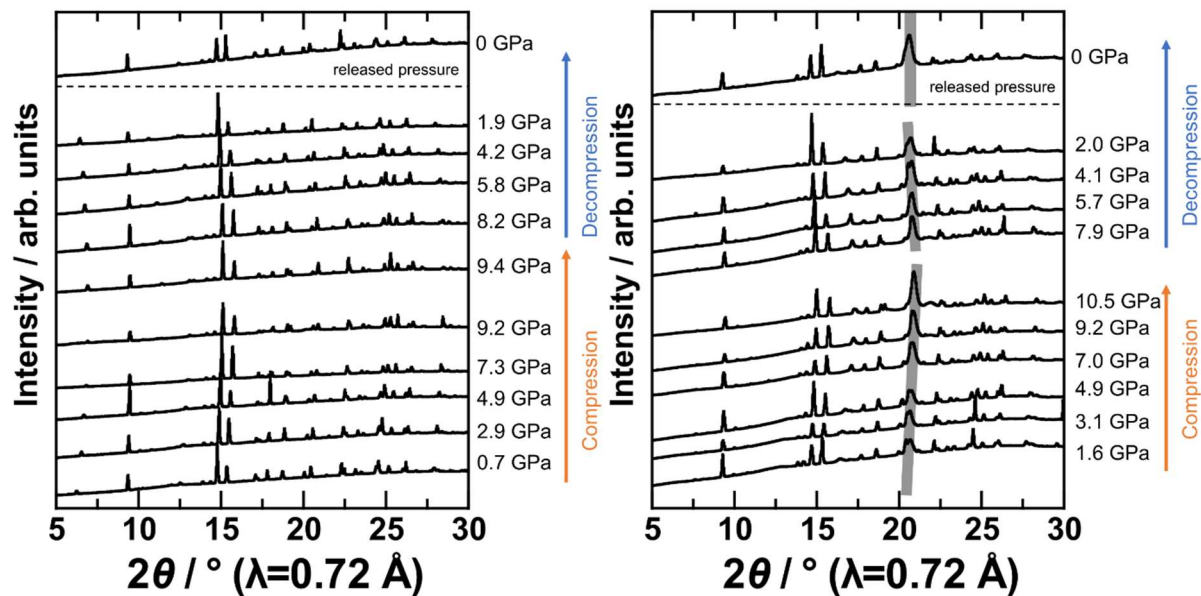 Intensity / arb. units
0 GPa
released pressure
1.9 GPa
4.2 GPa
5.8 GPa
8.2 GPa
9.4 GPa
9.2 GPa
7.3 GPa
4.9 GPa
2.9 GPa
0.7 GPa
Decompression
Compression
5 10 15 20 25 30
2θ / ° (λ=0.72 Å)
Intensity / arb. units
0 GPa
released pressure
2.0 GPa
4.1 GPa
5.7 GPa
7.9 GPa
10.5 GPa
9.2 GPa
7.0 GPa
4.9 GPa
3.1 GPa
1.6 GPa
Decompression
Compression
5 10 15 20 25 30
2θ / ° (λ=0.72 Å)